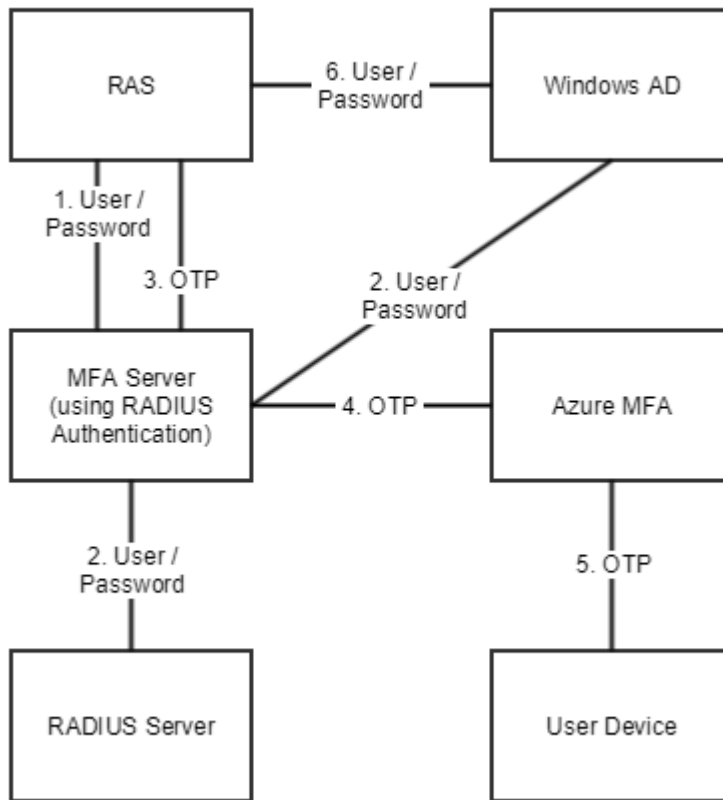 RAS
6. User /
Password
Windows AD
1. User /
Password
3. OTP
2. User /
Password
MFA Server
(using RADIUS
Authentication)
4. OTP
Azure MFA
2. User /
Password
5. OTP
RADIUS Server
User Device